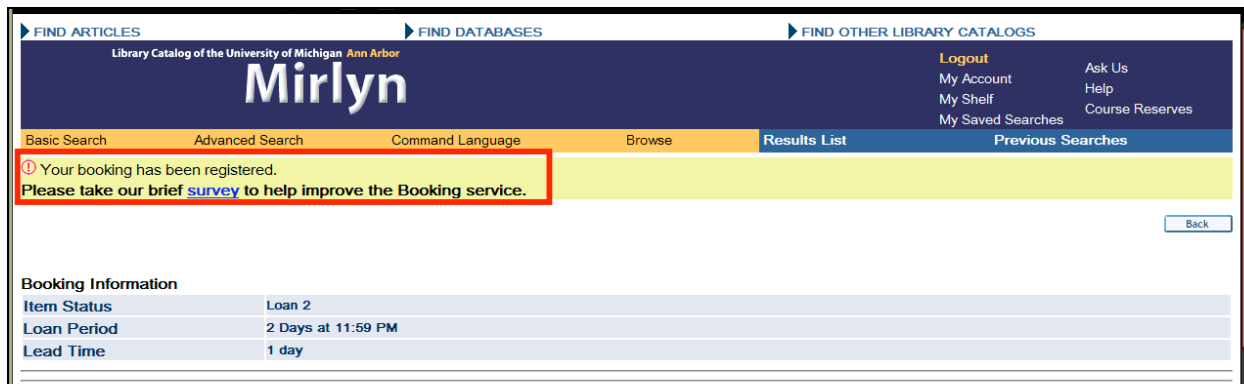 FIND ARTICLES FIND DATABASES FIND OTHER LIBRARY CATALOGS
Library Catalog of the University of Michigan Ann Arbor
Mirlyn
Logout
My Account
My Shelf
My Saved Searches
Ask Us
Help
Course Reserves
Basic Search Advanced Search Command Language Browse Results List Previous Searches
Your booking has been registered.
Please take our brief survey to help improve the Booking service.
Back
Booking Information
Item Status Loan 2
Loan Period 2 Days at 11:59 PM
Lead Time 1 day